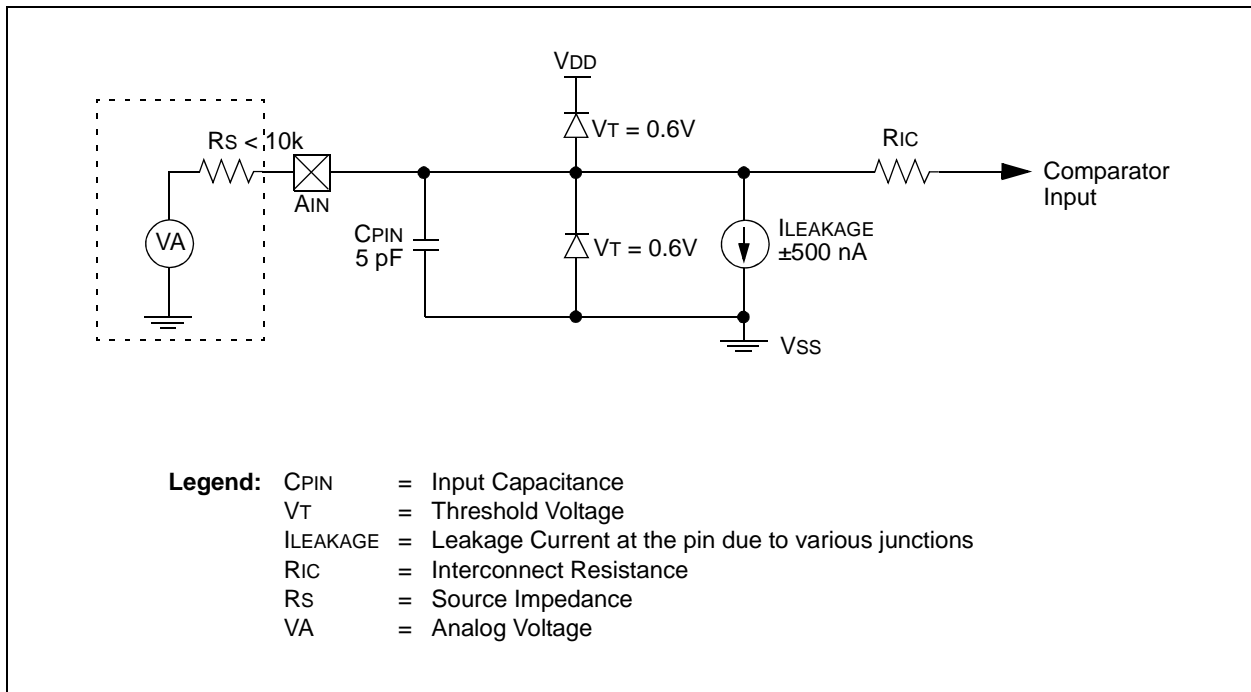 VDD
VT = 0.6V
RS < 10k
RIC
AIN
Comparator
Input
VA
CPIN
5 pF
VT = 0.6V
ILEAKAGE
±500 nA
VSS
Legend: CPIN = Input Capacitance
VT = Threshold Voltage
ILEAKAGE = Leakage Current at the pin due to various junctions
RIC = Interconnect Resistance
RS = Source Impedance
VA = Analog Voltage